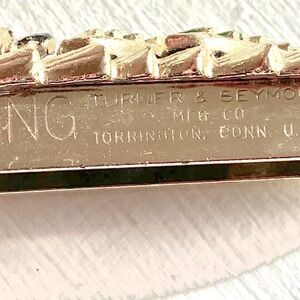 NG
TURNER & SEYMO
MFG CO
TORRINGTON, CONN. U